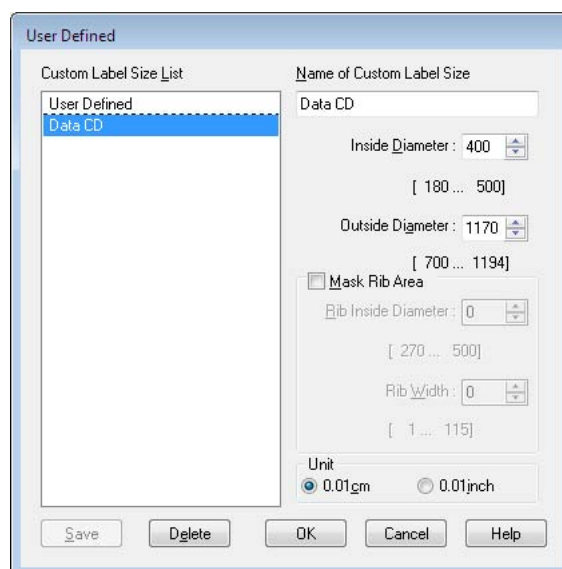 User Defined
Custom Label Size List
User Defined
Data CD
Name of Custom Label Size
Data CD
Inside Diameter : 400
[ 180 ... 500]
Outside Diameter : 1170
[ 700 ... 1194]
Mask Rib Area
Rib Inside Diameter : 0
[ 270 ... 500]
Rib Width : 0
[ 1 ... 115]
Unit
0.01cm 0.01inch
Save Delete OK Cancel Help